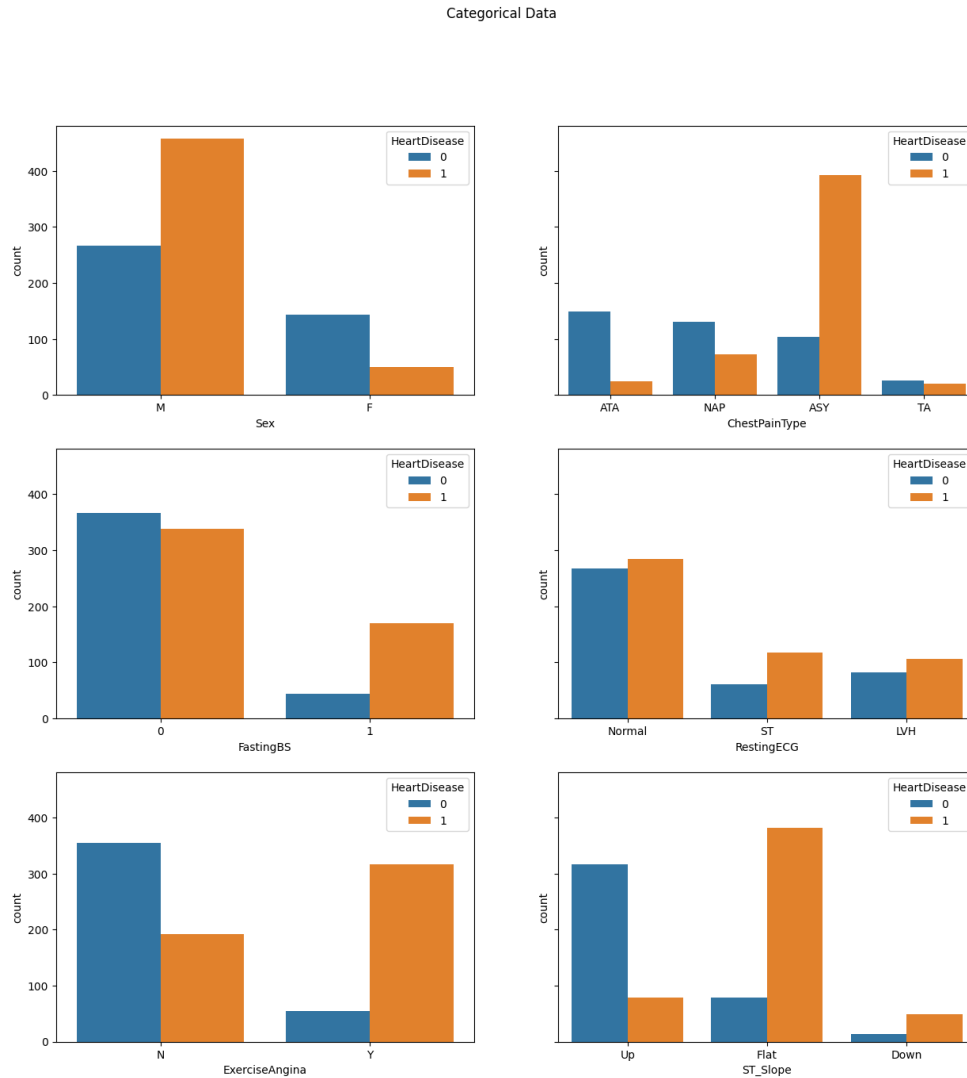 Categorical Data
HeartDisease
0
1
400
300
200
100
0
count
M
F
Sex
HeartDisease
0
1
count
ATA
NAP
ASY
TA
ChestPainType
HeartDisease
0
1
400
300
200
100
0
count
0
1
FastingBS
HeartDisease
0
1
count
Normal
ST
LVH
RestingECG
HeartDisease
0
1
400
300
200
100
0
count
N
Y
ExerciseAngina
HeartDisease
0
1
count
Up
Flat
Down
ST_Slope